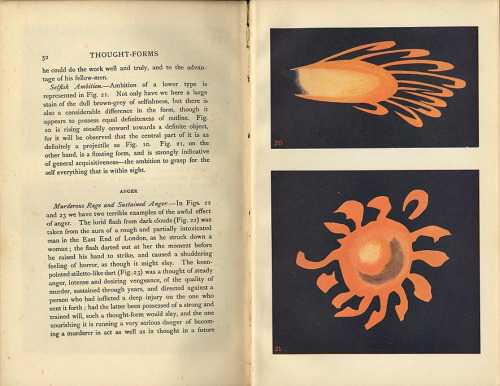 52 THOUGHT-FORMS
he could do the work well and truly, and to the advan-
tage of his fellow-men.
Selfish Ambition.—Ambition of a lower type is
represented in Fig. 21. Not only have we here a large
stain of the dull brown-grey of selfishness, but there is
also a considerable difference in the form, though it
appears to possess equal definiteness of outline. Fig.
20 is rising steadily onward towards a definite object,
for it will be observed that the central part of it is as
definitely a projectile as Fig. 10. Fig. 21, on the
other hand, is a floating form, and is strongly indicative
of general acquisitiveness—the ambition to grasp for the
self everything that is within sight.
ANGER
Murderous Rage and Sustained Anger.—In Figs. 22
and 23 we have two terrible examples of the awful effect
of anger. The lurid flash from dark clouds (Fig. 22) was
taken from the aura of a rough and partially intoxicated
man in the East End of London, as he struck down a
woman; the flash darted out at her the moment before
he raised his hand to strike, and caused a shuddering
feeling of horror, as though it might slay. The keen-
pointed stiletto-like dart (Fig. 23) was a thought of steady
anger, intense and desiring vengeance, of the quality of
murder, sustained through years, and directed against a
person who had inflicted a deep injury on the one who
sent it forth; had the latter been possessed of a strong and
trained will, such a thought-form would slay, and the one
nourishing it is running a very serious danger of becom-
ing a murderer in act as well as in thought in a future
20
21